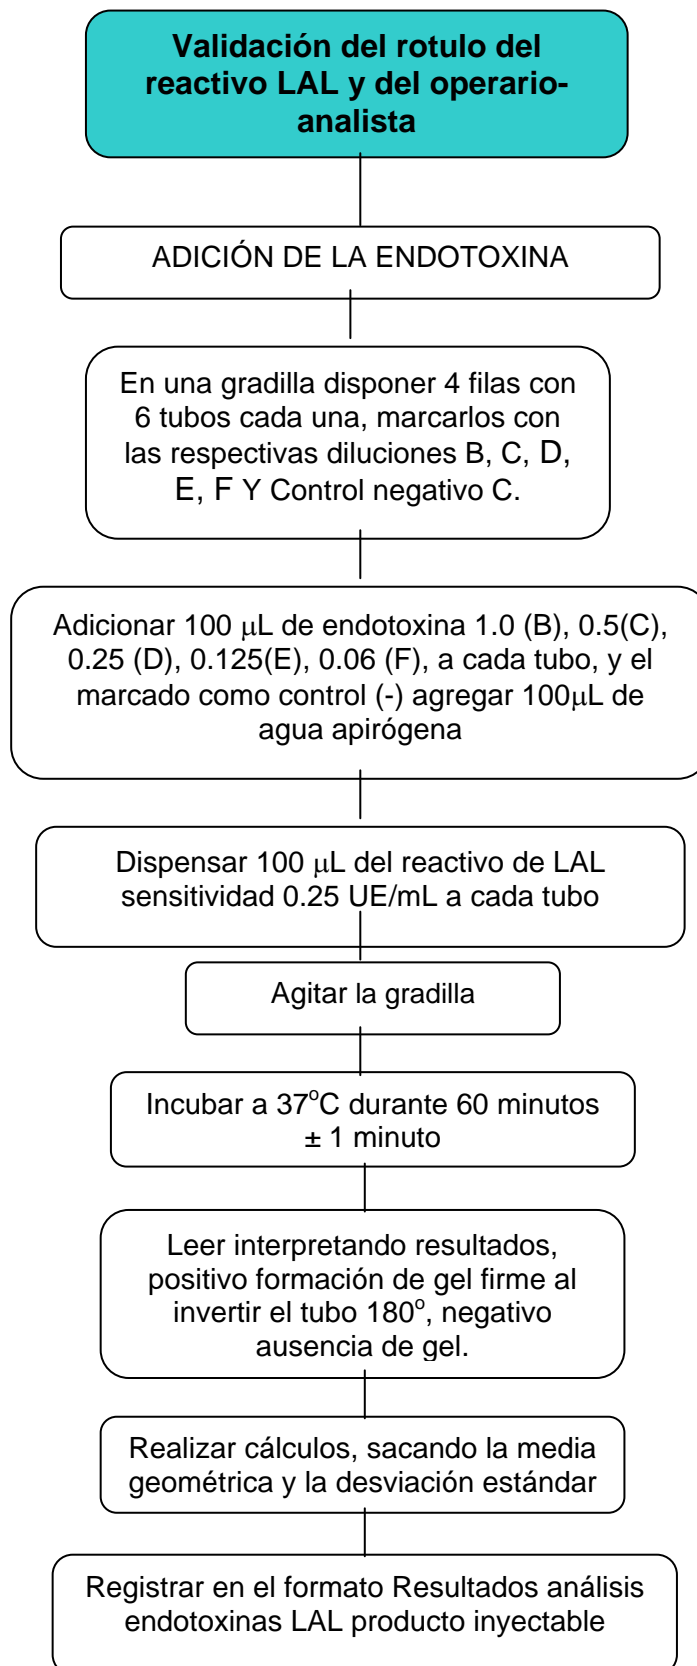 Validación del rotulo del
reactivo LAL y del operario-
analista
ADICIÓN DE LA ENDOTOXINA
En una gradilla disponer 4 filas con
6 tubos cada una, marcarlos con
las respectivas diluciones B, C, D,
E, F Y Control negativo C.
Adicionar 100 μL de endotoxina 1.0 (B), 0.5(C),
0.25 (D), 0.125(E), 0.06 (F), a cada tubo, y el
marcado como control (-) agregar 100μL de
agua apirógena
Dispensar 100 μL del reactivo de LAL
sensitividad 0.25 UE/mL a cada tubo
Agitar la gradilla
Incubar a 37°C durante 60 minutos
± 1 minuto
Leer interpretando resultados,
positivo formación de gel firme al
invertir el tubo 180°, negativo
ausencia de gel.
Realizar cálculos, sacando la media
geométrica y la desviación estándar
Registrar en el formato Resultados análisis
endotoxinas LAL producto inyectable